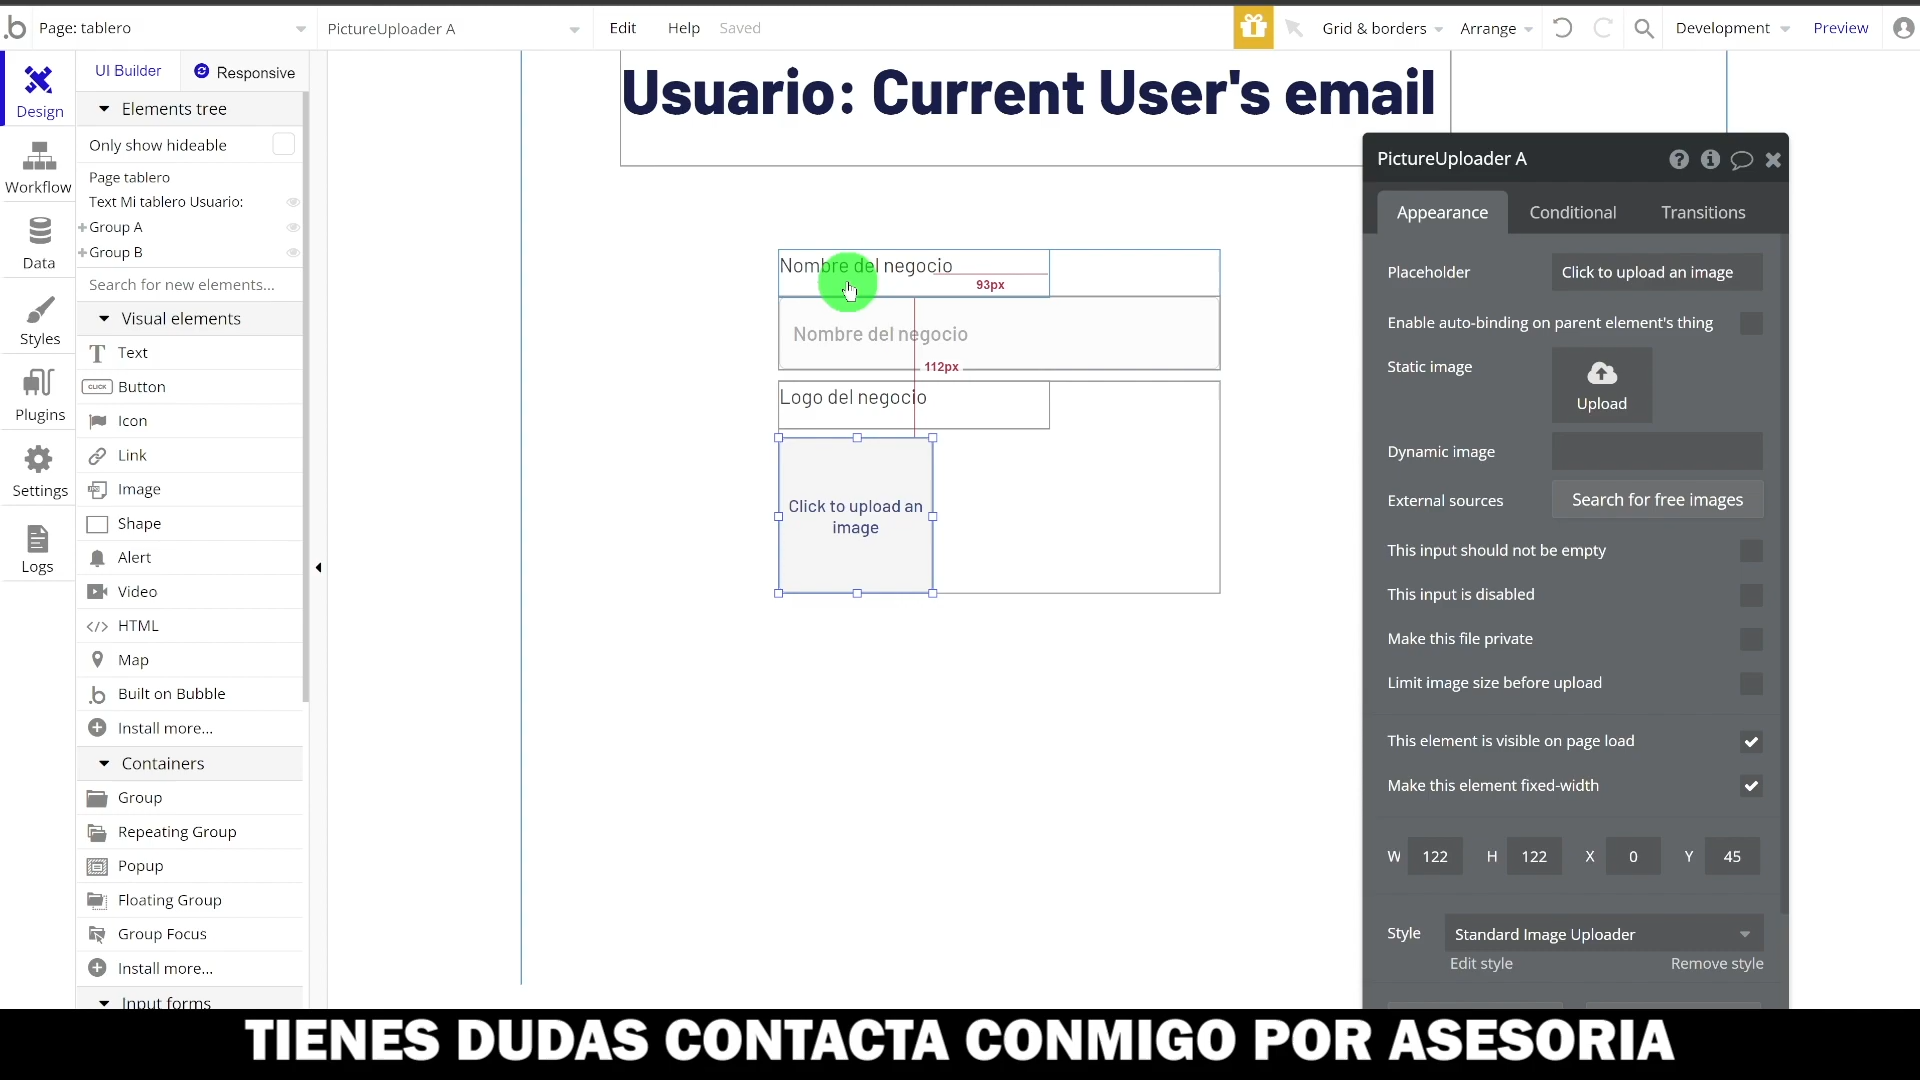 Page: tablero
PictureUploader A
Edit
Help
Saved
Grid & borders
Arrange
Development
Preview
Design
Workflow
Data
Styles
Plugins
Settings
Logs
UI Builder
Responsive
Elements tree
Only show hideable
Page tablero
Text Mi tablero Usuario:
Group A
Group B
Search for new elements...
Visual elements
Text
CLICK
Button
Icon
Link
Image
Shape
Alert
Video
HTML
Map
Built on Bubble
Install more...
Containers
Group
Repeating Group
Popup
Floating Group
Group Focus
Install more...
Input forms
Usuario: Current User's email
Nombre del negocio
93px
Nombre del negocio
112px
Logo del negocio
Click to upload an
image
PictureUploader A
Appearance
Conditional
Transitions
Placeholder
Click to upload an image
Enable auto-binding on parent element's thing
Static image
Upload
Dynamic image
External sources
Search for free images
This input should not be empty
This input is disabled
Make this file private
Limit image size before upload
This element is visible on page load
Make this element fixed-width
W 122 H 122 X 0 Y 45
Style
Standard Image Uploader
Edit style
Remove style
TIENES DUDAS CONTACTA CONMIGO POR ASESORIA